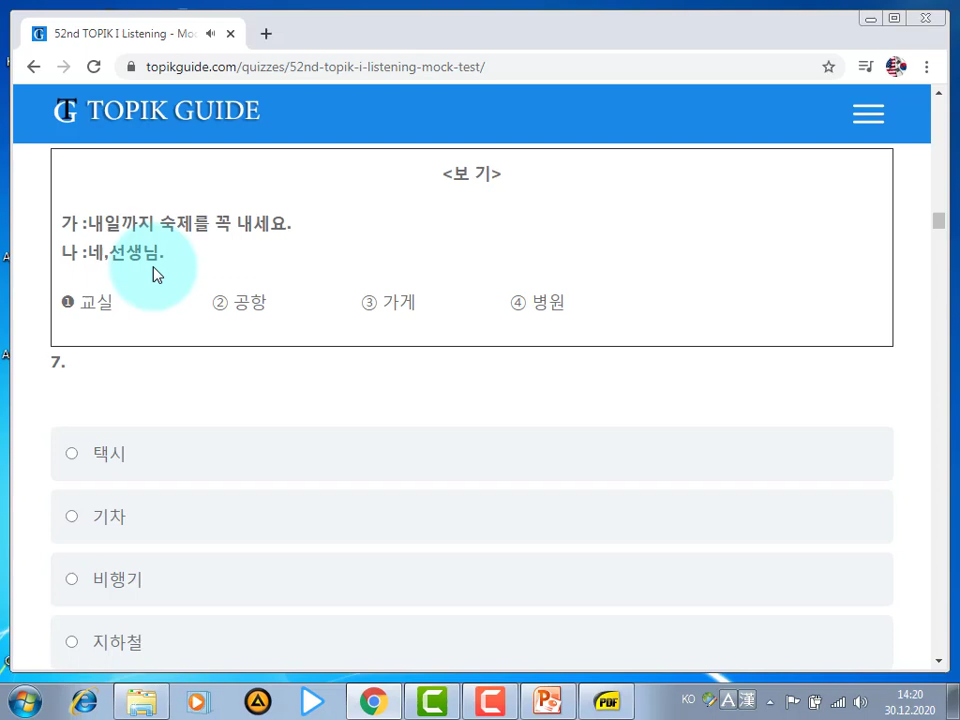 52nd TOPIK I Listening - Mo
topikguide.com/quizzes/52nd-topik-i-listening-mock-test/
GT TOPIK GUIDE
<보 기>
가 :내일까지 숙제를 꼭 내세요.
나 :네,선생님.
❶ 교실 ② 공항 ③ 가게 ④ 병원
7.
택시
기차
비행기
지하철
KO A 漢 14:20
30.12.2020